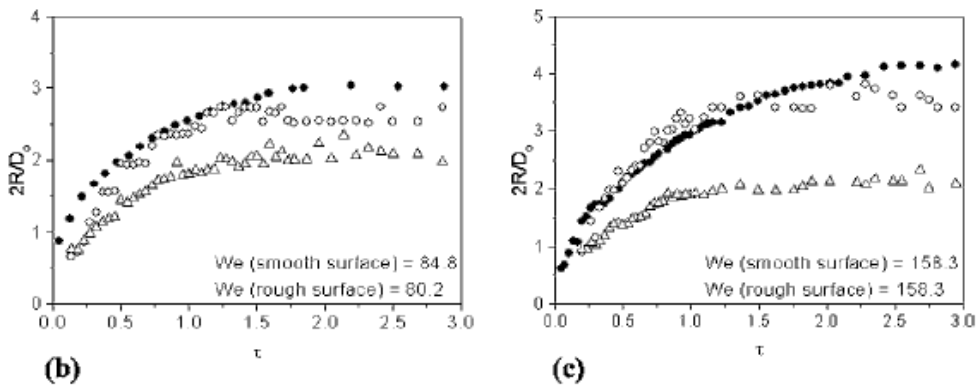 4
3
2
1
0
2R/Dₒ
We (smooth surface) = 84.8
We (rough surface) = 80.2
0.0 0.5 1.0 1.5 2.0 2.5 3.0
τ
(b)
5
4
3
2
1
0
2R/Dₒ
We (smooth surface) = 158.3
We (rough surface) = 158.3
0.0 0.5 1.0 1.5 2.0 2.5 3.0
τ
(c)